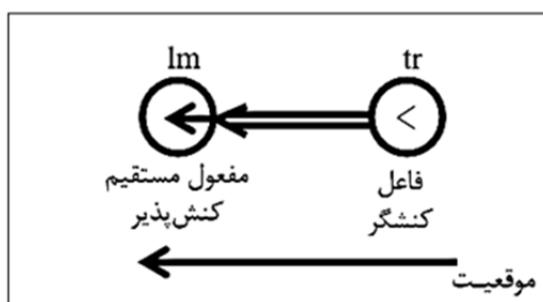 tr
lm
<
فاعل
کنشگر
مفعول مستقیم
کنش‌پذیر
موقعیت